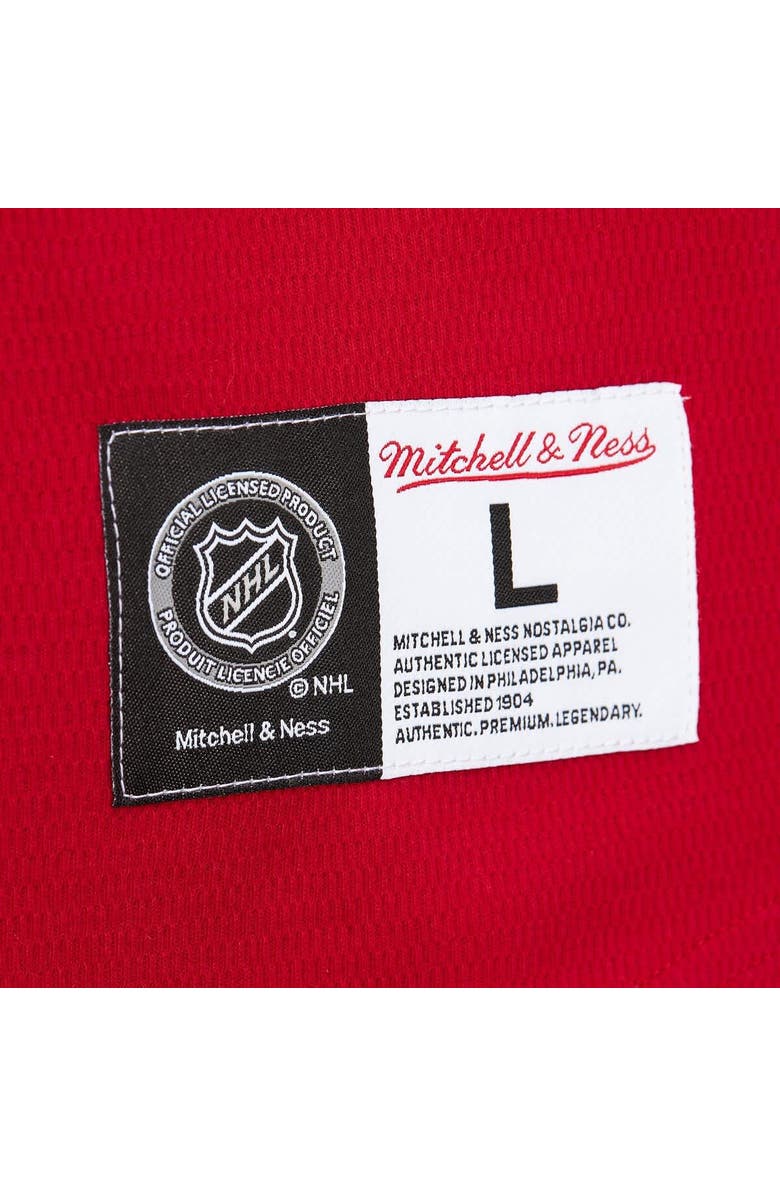 OFFICIAL LICENSED PRODUCT
NHL
PRODUIT LICENCIÉ OFFICIEL
© NHL
Mitchell & Ness
Mitchell & Ness
L
MITCHELL & NESS NOSTALGIA CO.
AUTHENTIC LICENSED APPAREL
DESIGNED IN PHILADELPHIA, PA.
ESTABLISHED 1904
AUTHENTIC. PREMIUM. LEGENDARY.